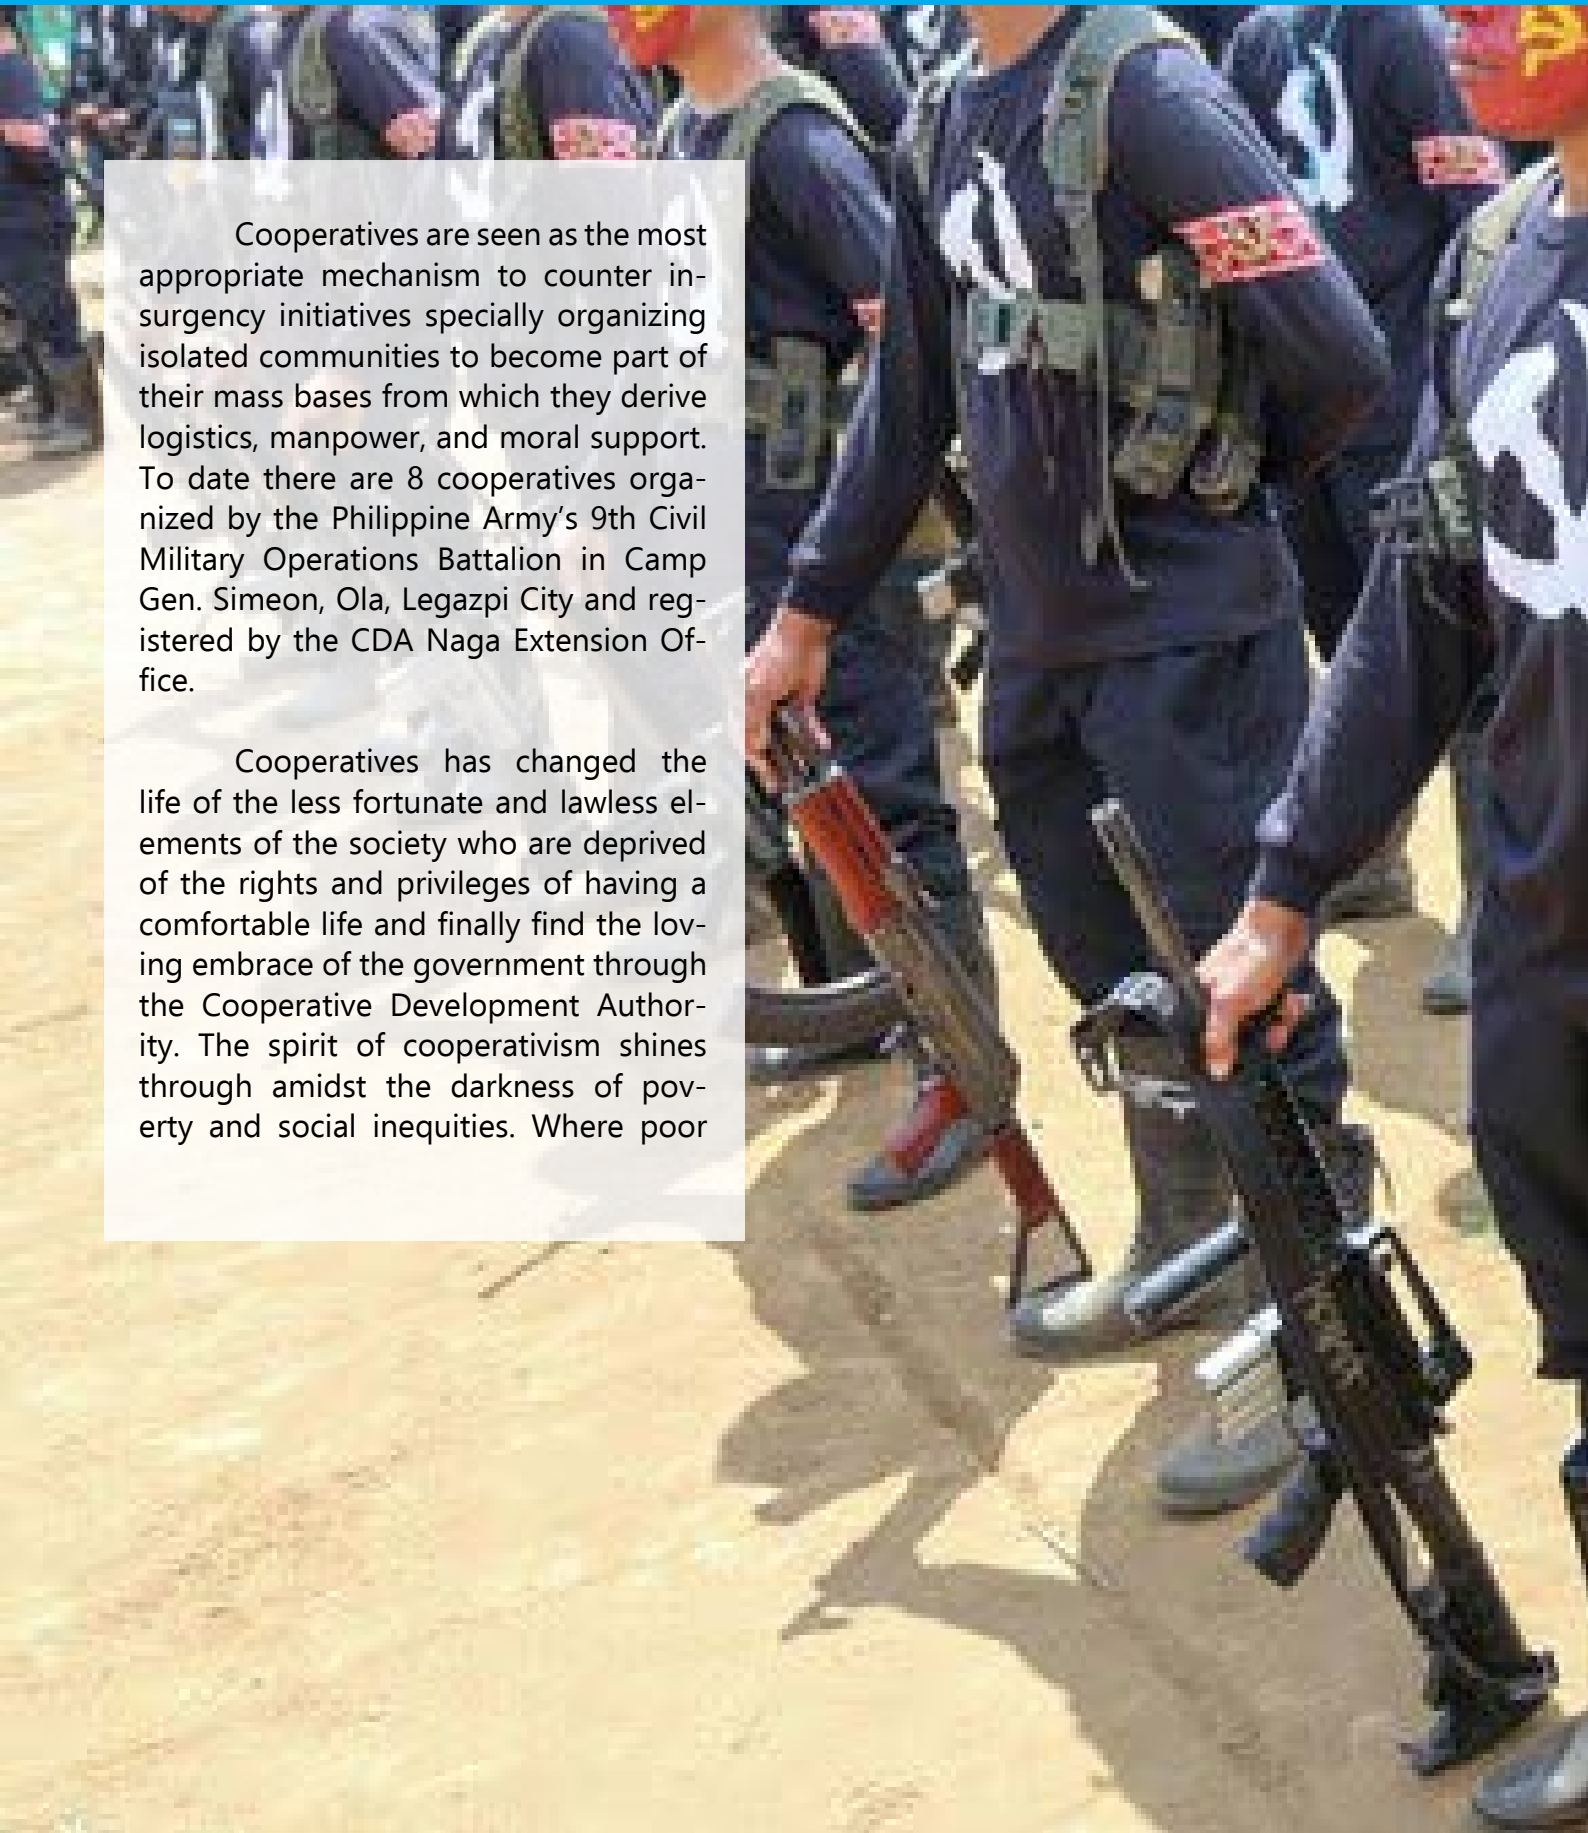 Cooperatives are seen as the most
appropriate mechanism to counter in-
surgency initiatives specially organizing
isolated communities to become part of
their mass bases from which they derive
logistics, manpower, and moral support.
To date there are 8 cooperatives orga-
nized by the Philippine Army’s 9th Civil
Military Operations Battalion in Camp
Gen. Simeon, Ola, Legazpi City and reg-
istered by the CDA Naga Extension Of-
fice.
Cooperatives has changed the
life of the less fortunate and lawless el-
ements of the society who are deprived
of the rights and privileges of having a
comfortable life and finally find the lov-
ing embrace of the government through
the Cooperative Development Author-
ity. The spirit of cooperativism shines
through amidst the darkness of pov-
erty and social inequities. Where poor